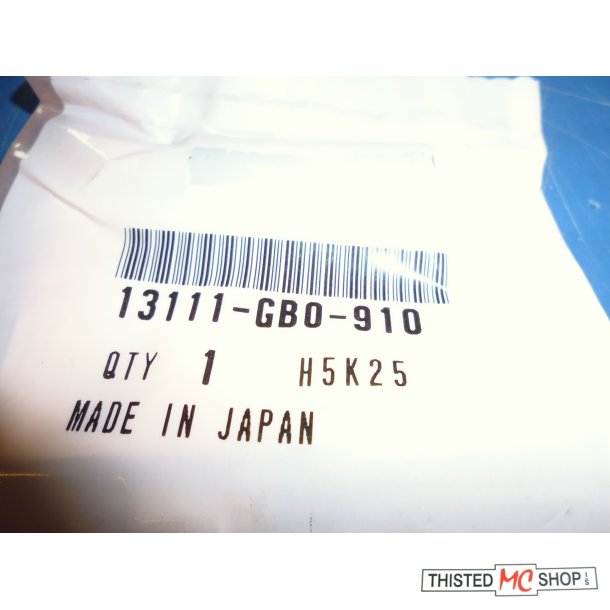 13111-GB0-910
QTY 1 H5K25
MADE IN JAPAN
THISTED MC SHOP I/S